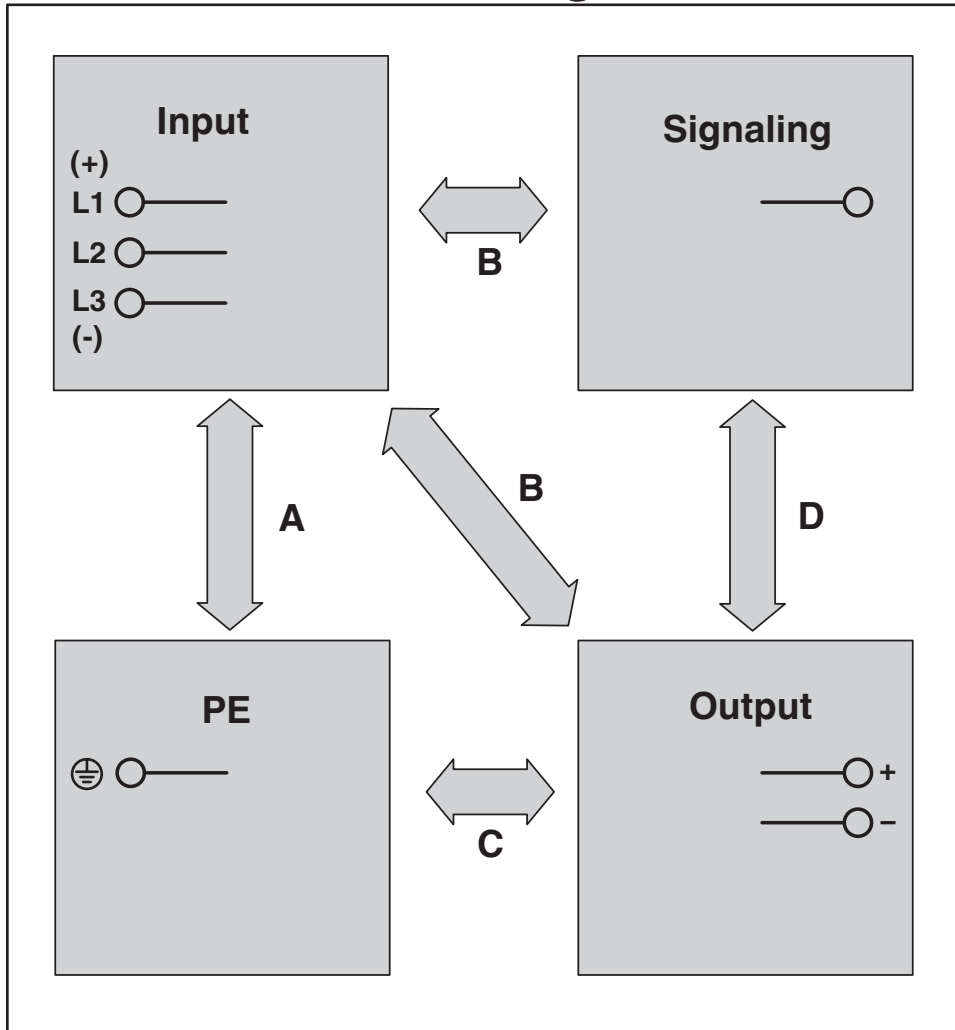 Input
(+)
L1
L2
L3
(-)
Signaling
B
A
B
D
PE
C
Output
+
–